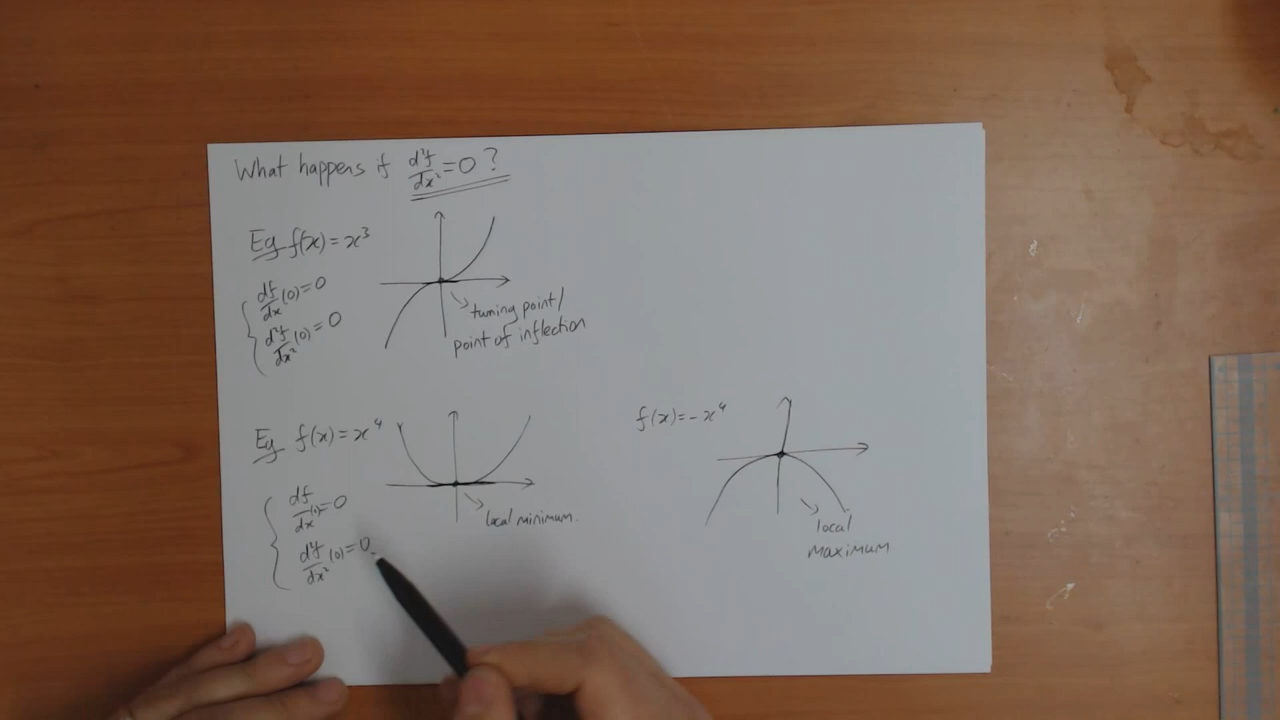 What happens if d²f/dx² = 0?
Eg f(x) = x³
df/dx (0) = 0
d²f/dx² (0) = 0
turning point/
point of inflection
Eg f(x) = x⁴
df/dx (0) = 0
d²f/dx² (0) = 0
local minimum.
f(x) = -x⁴
local
maximum